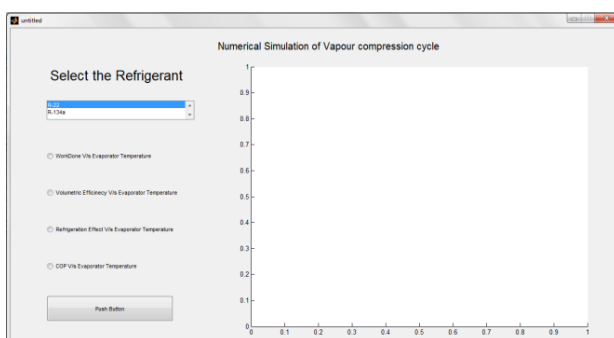 untitled
Numerical Simulation of Vapour compression cycle
Select the Refrigerant
R-22
R-134a
WorkDone V/s Evaporator Temperature
Volumetric Efficinecy V/s Evaporator Temperature
Refrigeration Effect V/s Evaporator Temperature
COP V/s Evaporator Temperature
Push Button
1
0.9
0.8
0.7
0.6
0.5
0.4
0.3
0.2
0.1
0
0 0.1 0.2 0.3 0.4 0.5 0.6 0.7 0.8 0.9 1